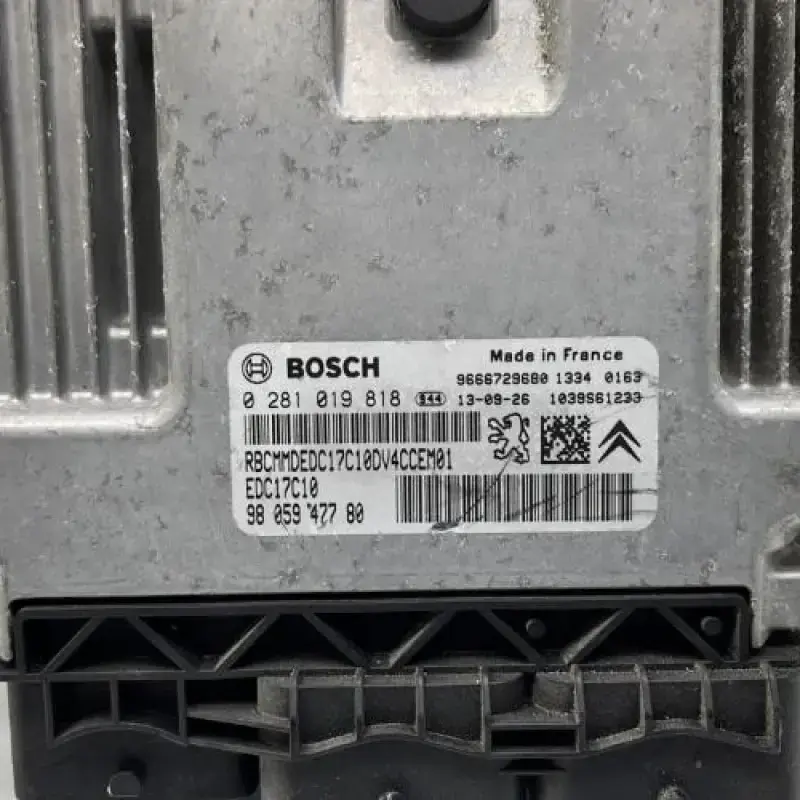 BOSCH
Made in France
9666729680 1334 0163
0 281 019 818 944 13-09-26 1039S61233
RBCMMDEDC17C10DV4CCEM01
EDC17C10
98 059 477 80